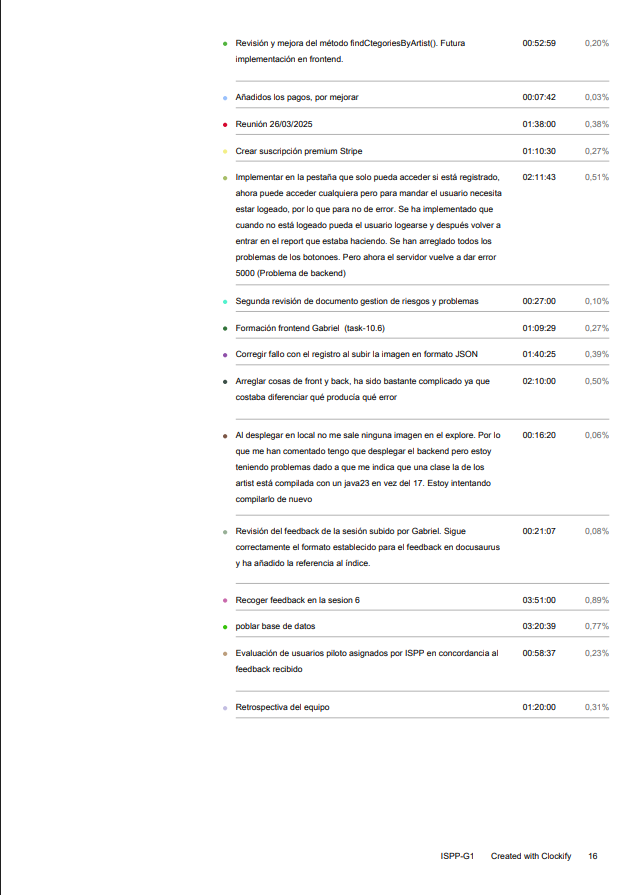 Revisión y mejora del método findCtegoriesByArtist(). Futura 00:52:59 0,20%
implementación en frontend.
Añadidos los pagos, por mejorar 00:07:42 0,03%
Reunión 26/03/2025 01:38:00 0,38%
Crear suscripción premium Stripe 01:10:30 0,27%
Implementar en la pestaña que solo pueda acceder si está registrado, 02:11:43 0,51%
ahora puede acceder cualquiera pero para mandar el usuario necesita
estar logeado, por lo que para no de error. Se ha implementado que
cuando no está logeado pueda el usuario logearse y después volver a
entrar en el report que estaba haciendo. Se han arreglado todos los
problemas de los botonoes. Pero ahora el servidor vuelve a dar error
5000 (Problema de backend)
Segunda revisión de documento gestion de riesgos y problemas 00:27:00 0,10%
Formación frontend Gabriel (task-10.6) 01:09:29 0,27%
Corregir fallo con el registro al subir la imagen en formato JSON 01:40:25 0,39%
Arreglar cosas de front y back, ha sido bastante complicado ya que 02:10:00 0,50%
costaba diferenciar qué producía qué error
Al desplegar en local no me sale ninguna imagen en el explore. Por lo 00:16:20 0,06%
que me han comentado tengo que desplegar el backend pero estoy
teniendo problemas dado a que me indica que una clase la de los
artist está compilada con un java23 en vez del 17. Estoy intentando
compilarlo de nuevo
Revisión del feedback de la sesión subido por Gabriel. Sigue 00:21:07 0,08%
correctamente el formato establecido para el feedback en docusaurus
y ha añadido la referencia al índice.
Recoger feedback en la sesion 6 03:51:00 0,89%
poblar base de datos 03:20:39 0,77%
Evaluación de usuarios piloto asignados por ISPP en concordancia al 00:58:37 0,23%
feedback recibido
Retrospectiva del equipo 01:20:00 0,31%
ISPP-G1 Created with Clockify 16